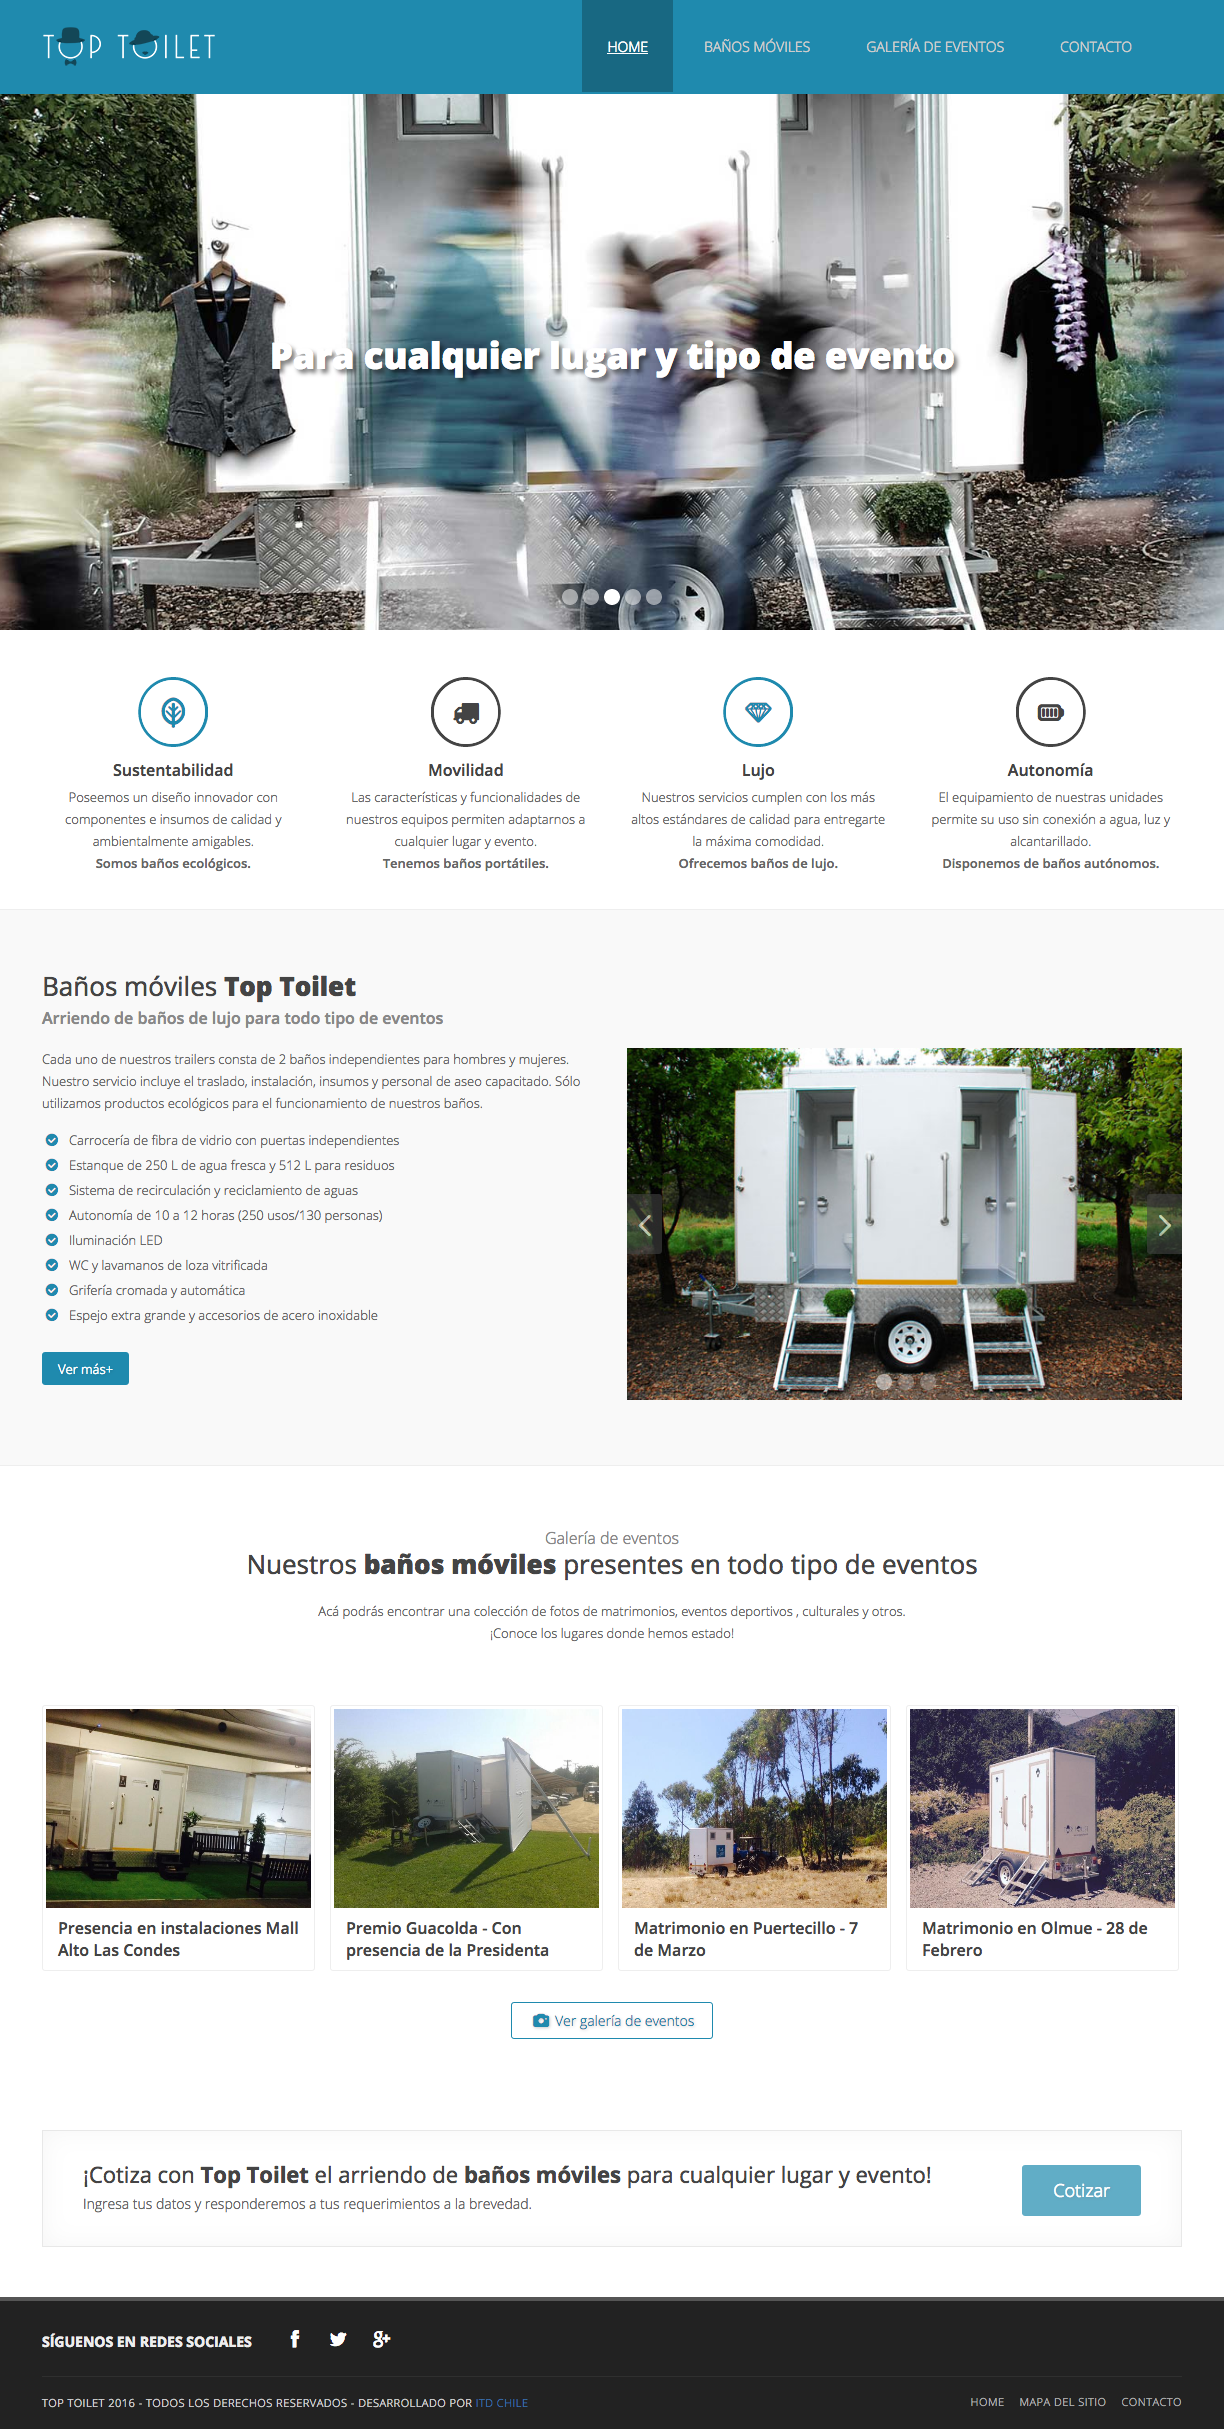 TOP TOILET
HOME
BAÑOS MÓVILES
GALERÍA DE EVENTOS
CONTACTO
Para cualquier lugar y tipo de evento
Sustentabilidad
Poseemos un diseño innovador con
componentes e insumos de calidad y
ambientalmente amigables.
Somos baños ecológicos.
Movilidad
Las características y funcionalidades de
nuestros equipos permiten adaptarnos a
cualquier lugar y evento.
Tenemos baños portátiles.
Lujo
Nuestros servicios cumplen con los más
altos estándares de calidad para entregarte
la máxima comodidad.
Ofrecemos baños de lujo.
Autonomía
El equipamiento de nuestras unidades
permite su uso sin conexión a agua, luz y
alcantarillado.
Disponemos de baños autónomos.
Baños móviles Top Toilet
Arriendo de baños de lujo para todo tipo de eventos
Cada uno de nuestros trailers consta de 2 baños independientes para hombres y mujeres.
Nuestro servicio incluye el traslado, instalación, insumos y personal de aseo capacitado. Sólo
utilizamos productos ecológicos para el funcionamiento de nuestros baños.
Carrocería de fibra de vidrio con puertas independientes
Estanque de 250 L de agua fresca y 512 L para residuos
Sistema de recirculación y reciclamiento de aguas
Autonomía de 10 a 12 horas (250 usos/130 personas)
Iluminación LED
WC y lavamanos de loza vitrificada
Grifería cromada y automática
Espejo extra grande y accesorios de acero inoxidable
Ver más+
Galería de eventos
Nuestros baños móviles presentes en todo tipo de eventos
Acá podrás encontrar una colección de fotos de matrimonios, eventos deportivos , culturales y otros.
¡Conoce los lugares donde hemos estado!
Presencia en instalaciones Mall
Alto Las Condes
Premio Guacolda - Con
presencia de la Presidenta
Matrimonio en Puertecillo - 7
de Marzo
Matrimonio en Olmue - 28 de
Febrero
Ver galería de eventos
¡Cotiza con Top Toilet el arriendo de baños móviles para cualquier lugar y evento!
Ingresa tus datos y responderemos a tus requerimientos a la brevedad.
Cotizar
SÍGUENOS EN REDES SOCIALES
TOP TOILET 2016 - TODOS LOS DERECHOS RESERVADOS - DESARROLLADO POR ITD CHILE
HOME
MAPA DEL SITIO
CONTACTO